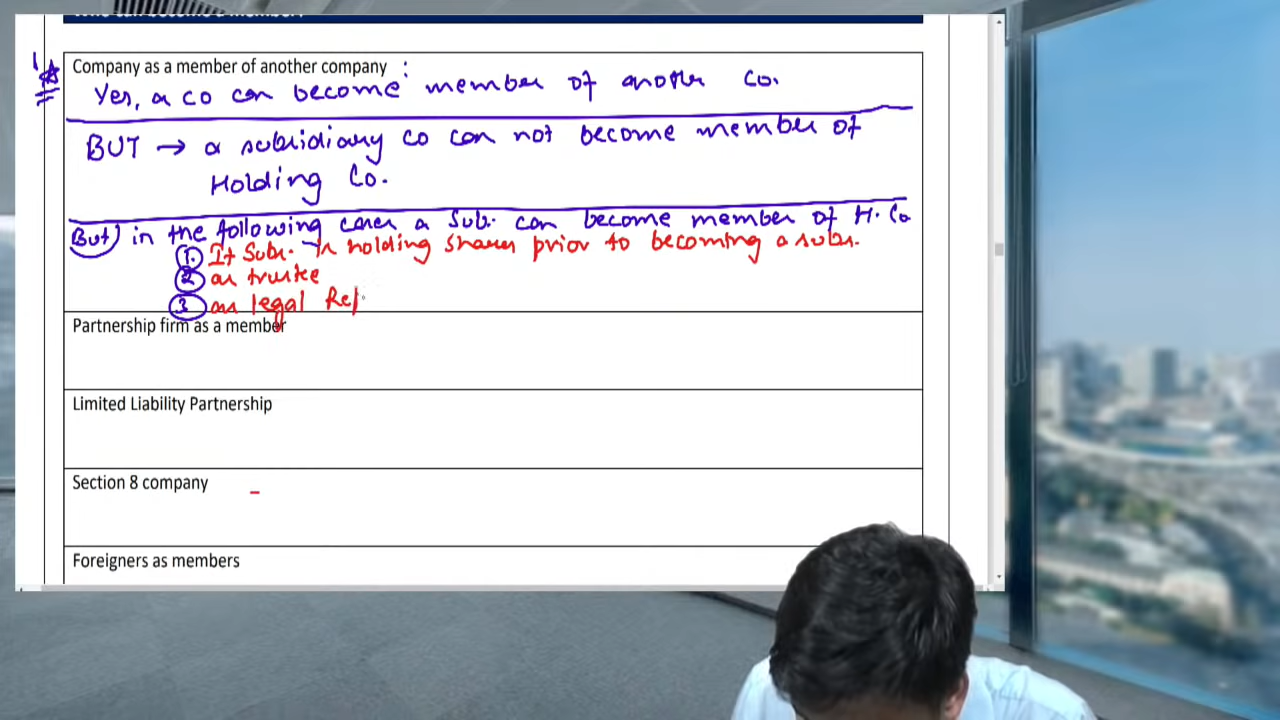 Company as a member of another company :
1
Yes, a co can become member of another co.
BUT → a subsidiary co can not become member of
Holding Co.
But in the following cases a Sub. can become member of H. Co
1. If Subs. is holding shares prior to becoming a subs.
2 as trustee
3 as legal Rep
Partnership firm as a member
Limited Liability Partnership
Section 8 company -
Foreigners as members